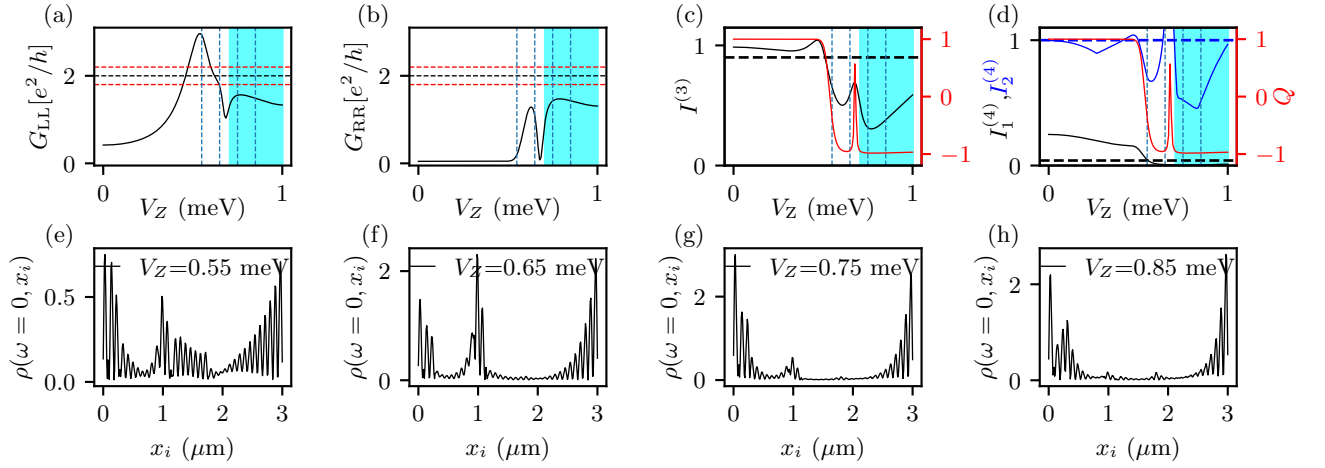 (a)
G_LL[e²/h]
2
0
0
1
V_Z (meV)
(b)
G_RR[e²/h]
2
0
0
1
V_Z (meV)
(c)
I^(3)
1
0
0
1
V_Z (meV)
1
0
−1
(d)
I_1^(4), I_2^(4)
1
0
0
1
V_Z (meV)
1
0
−1
Q
(e)
ρ(ω = 0, x_i)
V_Z=0.55 meV
0.5
0.0
0 1 2 3
x_i (μm)
(f)
ρ(ω = 0, x_i)
V_Z=0.65 meV
2
0
0 1 2 3
x_i (μm)
(g)
ρ(ω = 0, x_i)
V_Z=0.75 meV
2
0
0 1 2 3
x_i (μm)
(h)
ρ(ω = 0, x_i)
V_Z=0.85 meV
2
0
0 1 2 3
x_i (μm)